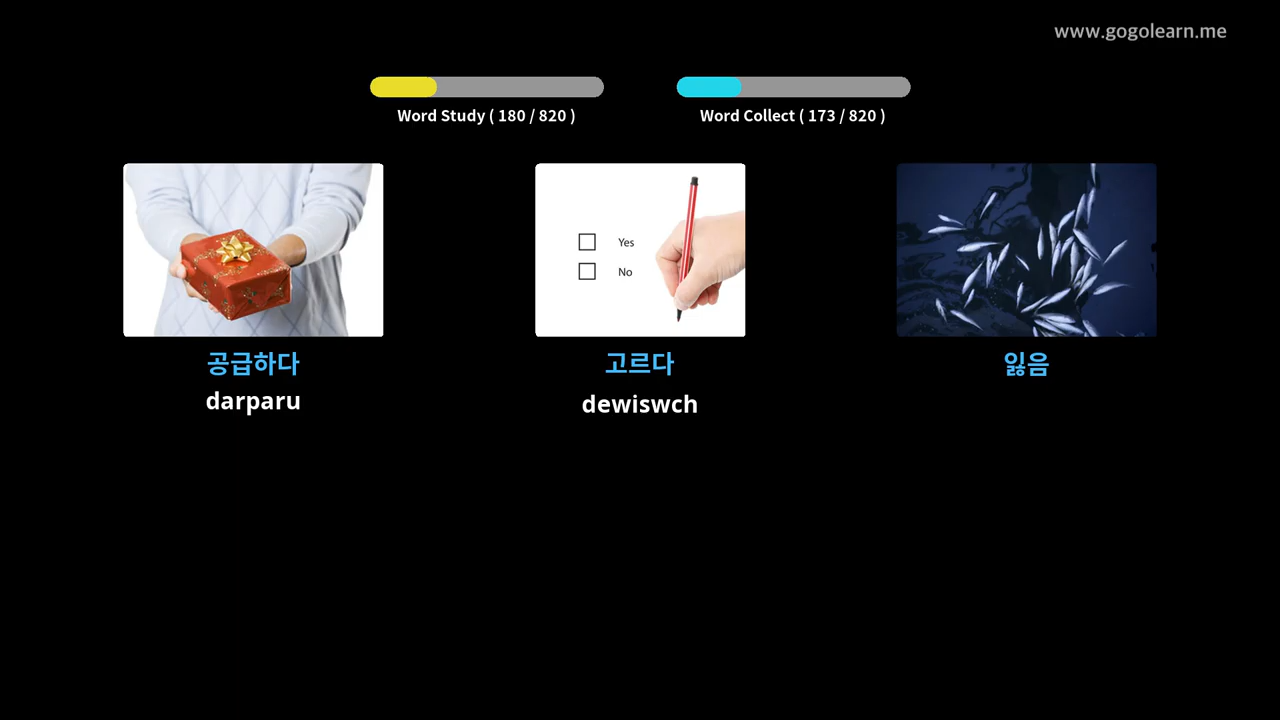 www.gogolearn.me
Word Study ( 180 / 820 )
Word Collect ( 173 / 820 )
Yes
No
공급하다
고르다
잃음
darparu
dewiswch